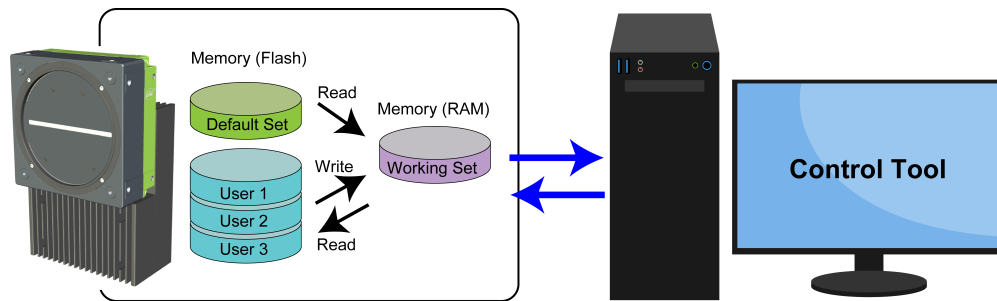 Memory (Flash)
Read
Default Set
Memory (RAM)
Working Set
Write
User 1
User 2
User 3
Read
Control Tool